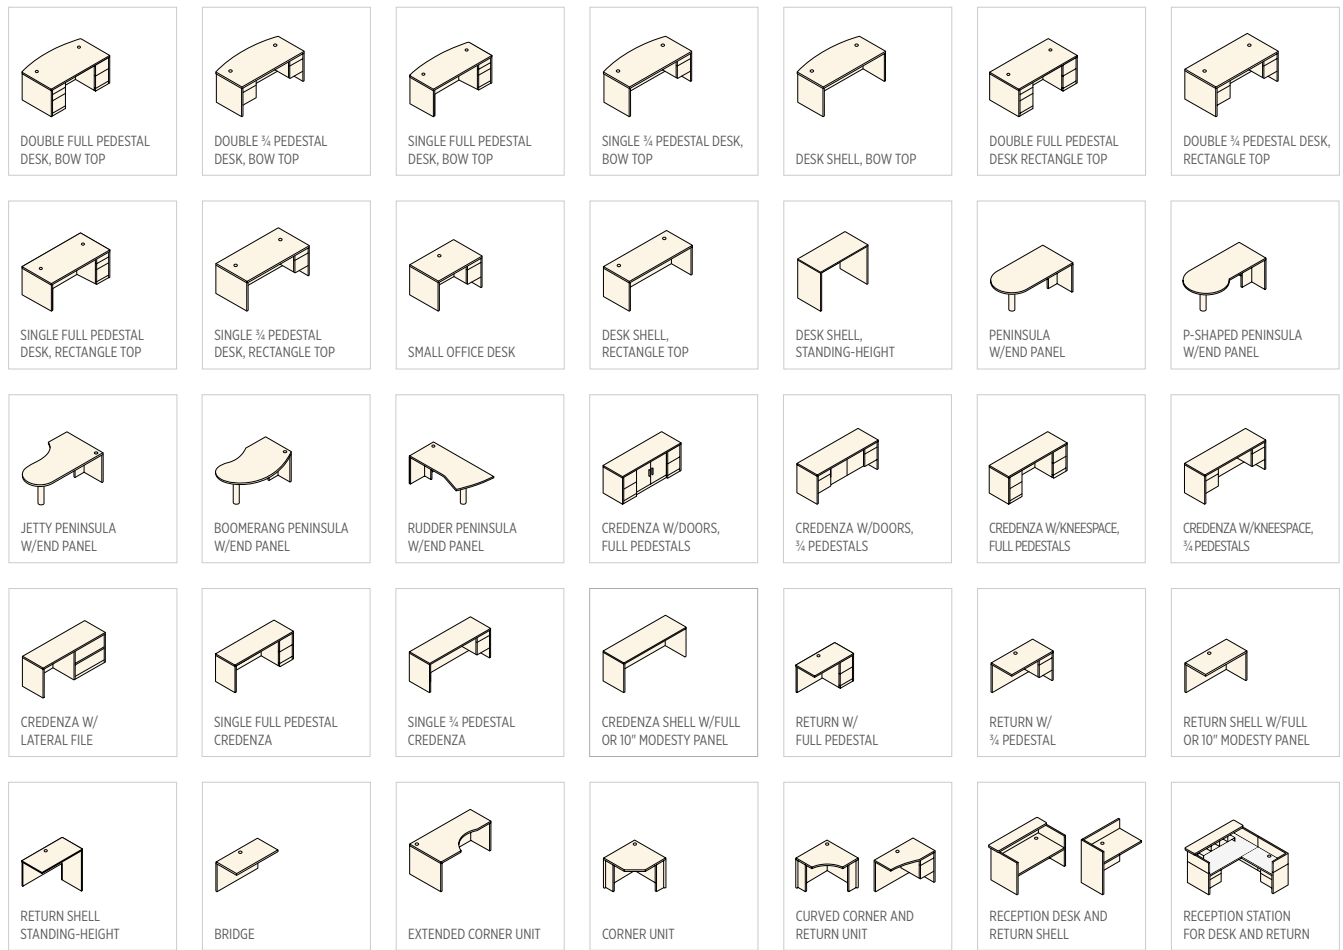 DOUBLE FULL PEDESTAL
DESK, BOW TOP
DOUBLE ¾ PEDESTAL
DESK, BOW TOP
SINGLE FULL PEDESTAL
DESK, BOW TOP
SINGLE ¾ PEDESTAL DESK,
BOW TOP
DESK SHELL, BOW TOP
DOUBLE FULL PEDESTAL
DESK RECTANGLE TOP
DOUBLE ¾ PEDESTAL DESK,
RECTANGLE TOP
SINGLE FULL PEDESTAL
DESK, RECTANGLE TOP
SINGLE ¾ PEDESTAL
DESK, RECTANGLE TOP
SMALL OFFICE DESK
DESK SHELL,
RECTANGLE TOP
DESK SHELL,
STANDING-HEIGHT
PENINSULA
W/END PANEL
P-SHAPED PENINSULA
W/END PANEL
JETTY PENINSULA
W/END PANEL
BOOMERANG PENINSULA
W/END PANEL
RUDDER PENINSULA
W/END PANEL
CREDENZA W/DOORS,
FULL PEDESTALS
CREDENZA W/DOORS,
¾ PEDESTALS
CREDENZA W/KNEESPACE,
FULL PEDESTALS
CREDENZA W/KNEESPACE,
¾ PEDESTALS
CREDENZA W/
LATERAL FILE
SINGLE FULL PEDESTAL
CREDENZA
SINGLE ¾ PEDESTAL
CREDENZA
CREDENZA SHELL W/FULL
OR 10" MODESTY PANEL
RETURN W/
FULL PEDESTAL
RETURN W/
¾ PEDESTAL
RETURN SHELL W/FULL
OR 10" MODESTY PANEL
RETURN SHELL
STANDING-HEIGHT
BRIDGE
EXTENDED CORNER UNIT
CORNER UNIT
CURVED CORNER AND
RETURN UNIT
RECEPTION DESK AND
RETURN SHELL
RECEPTION STATION
FOR DESK AND RETURN